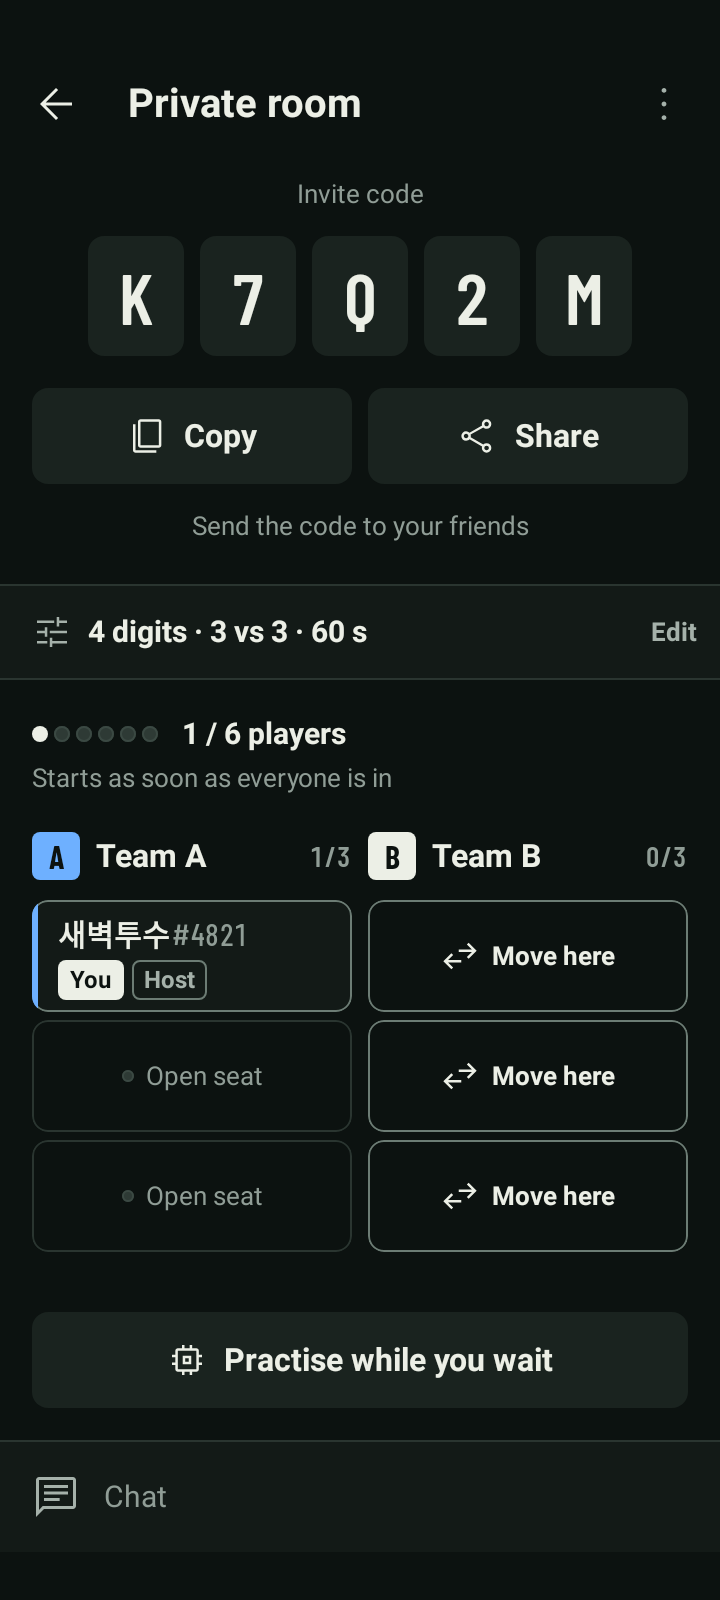 Private room
Invite code
K 7 Q 2 M
Copy
Share
Send the code to your friends
4 digits · 3 vs 3 · 60 s
Edit
1 / 6 players
Starts as soon as everyone is in
A Team A 1/3
B Team B 0/3
새벽투수#4821
You Host
Move here
Open seat
Move here
Open seat
Move here
Practise while you wait
Chat